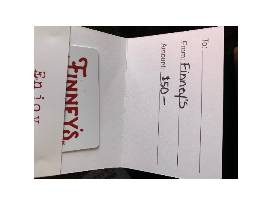 To:
From: Finney's
Amount: $50—
FINNEY'S
Enjoy